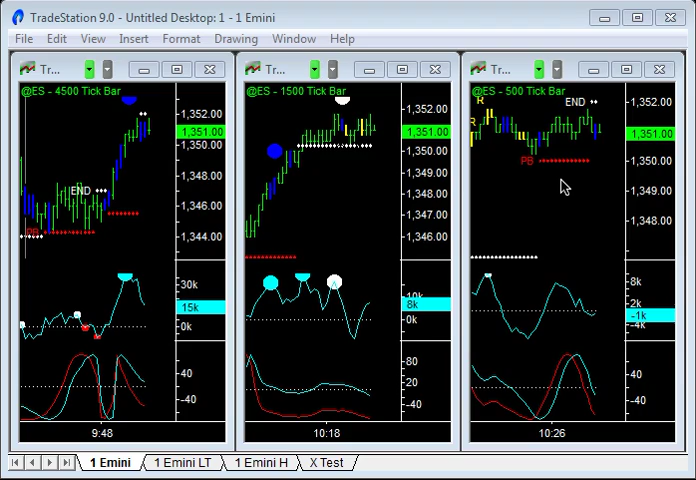 TradeStation 9.0 - Untitled Desktop: 1 - 1 Emini
File Edit View Insert Format Drawing Window Help
Tr...
Tr...
Tr...
@ES - 4500 Tick Bar
1,352.00
1,351.00
1,350.00
1,348.00
1,346.00
1,344.00
END
PB
30k
15k
0k
40
-40
9:48
@ES - 1500 Tick Bar
1,352.00
1,351.00
1,350.00
1,349.00
1,348.00
1,347.00
1,346.00
10k
8k
0k
80
20
-40
10:18
@ES - 500 Tick Bar
R
R
END
PB
1,352.00
1,351.00
1,350.00
1,349.00
1,348.00
8k
2k
-1k
-4k
40
-40
10:26
1 Emini 1 Emini LT 1 Emini H X Test